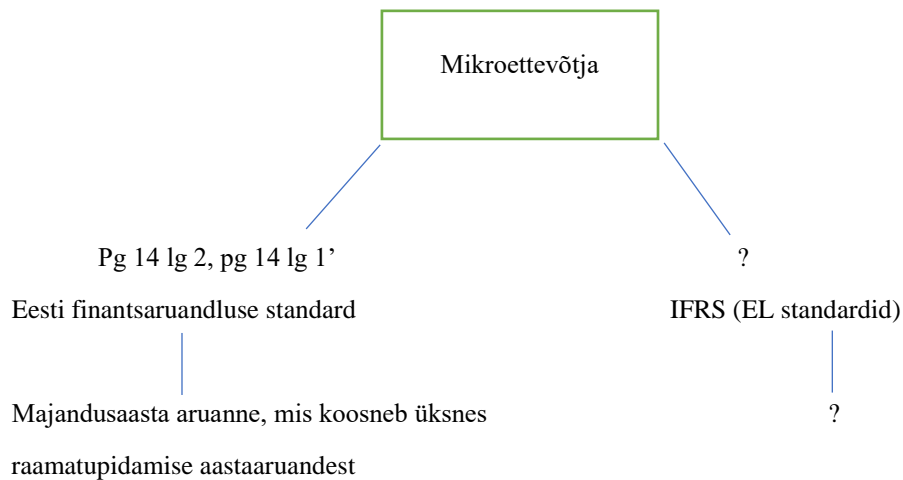 Mikroettevõtja
Pg 14 lg 2, pg 14 lg 1’
?
Eesti finantsaruandluse standard
IFRS (EL standardid)
Majandusaasta aruanne, mis koosneb üksnes
raamatupidamise aastaaruandest
?